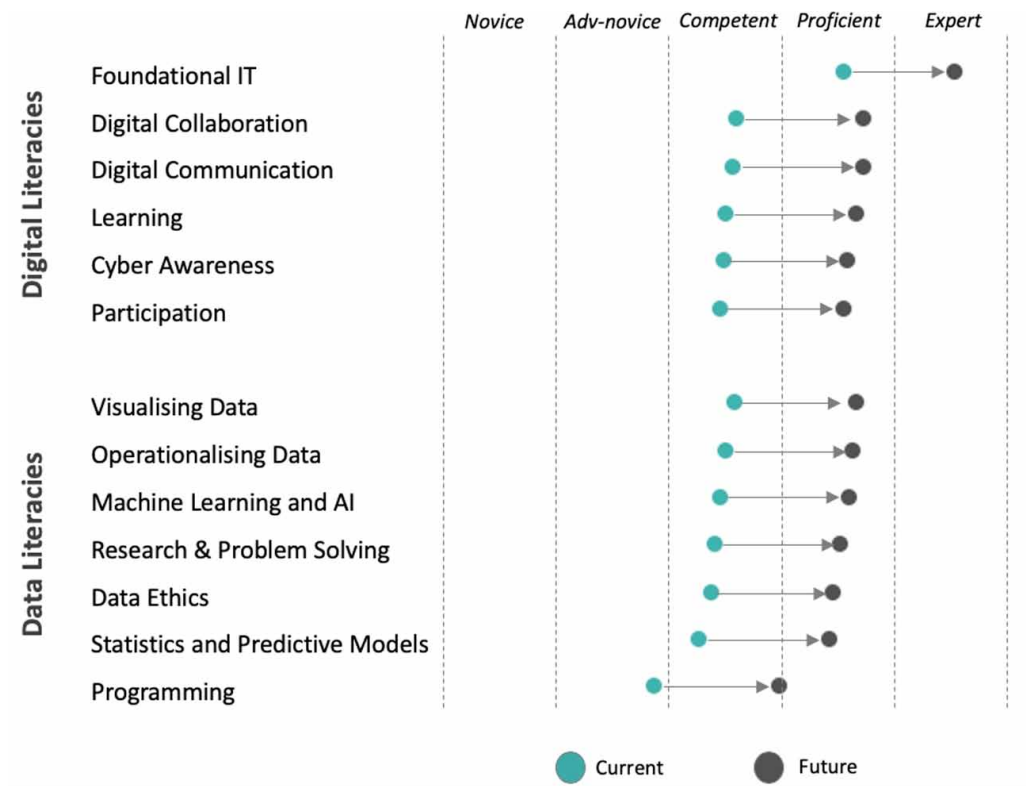 Novice Adv-novice Competent Proficient Expert
Digital Literacies
Foundational IT
Digital Collaboration
Digital Communication
Learning
Cyber Awareness
Participation
Data Literacies
Visualising Data
Operationalising Data
Machine Learning and AI
Research & Problem Solving
Data Ethics
Statistics and Predictive Models
Programming
Current Future